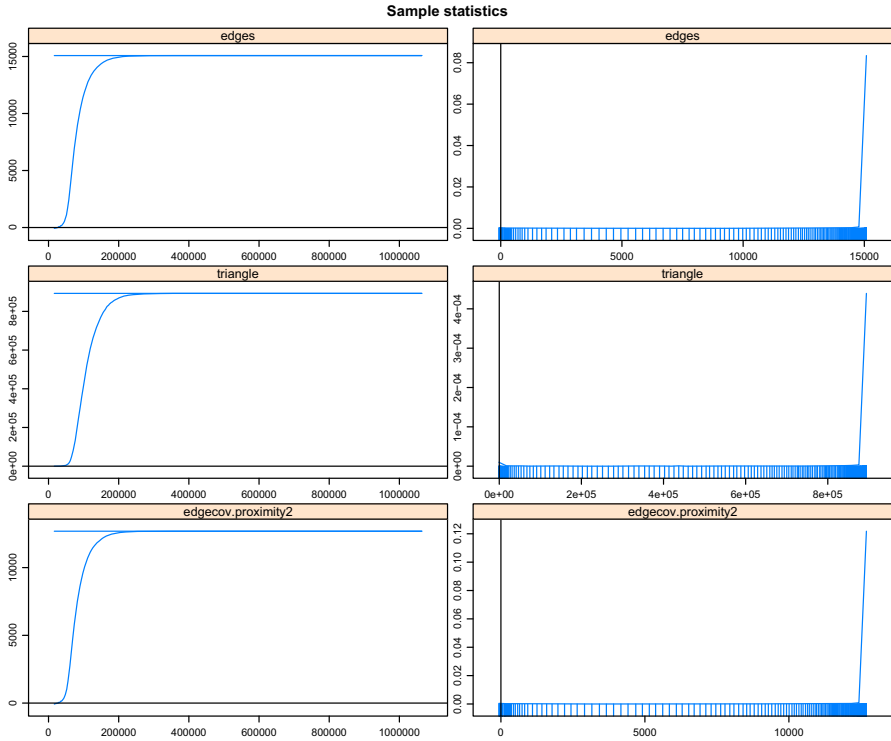 Sample statistics
edges
edges
0
5000
10000
15000
0 200000 400000 600000 800000 1000000
0.00
0.02
0.04
0.06
0.08
0 5000 10000 15000
triangle
triangle
0e+00
2e+05
4e+05
6e+05
8e+05
0 200000 400000 600000 800000 1000000
0e+00
1e-04
2e-04
3e-04
4e-04
0e+00 2e+05 4e+05 6e+05 8e+05
edgecov.proximity2
edgecov.proximity2
0
5000
10000
0 200000 400000 600000 800000 1000000
0.00
0.02
0.04
0.06
0.08
0.10
0.12
0 5000 10000